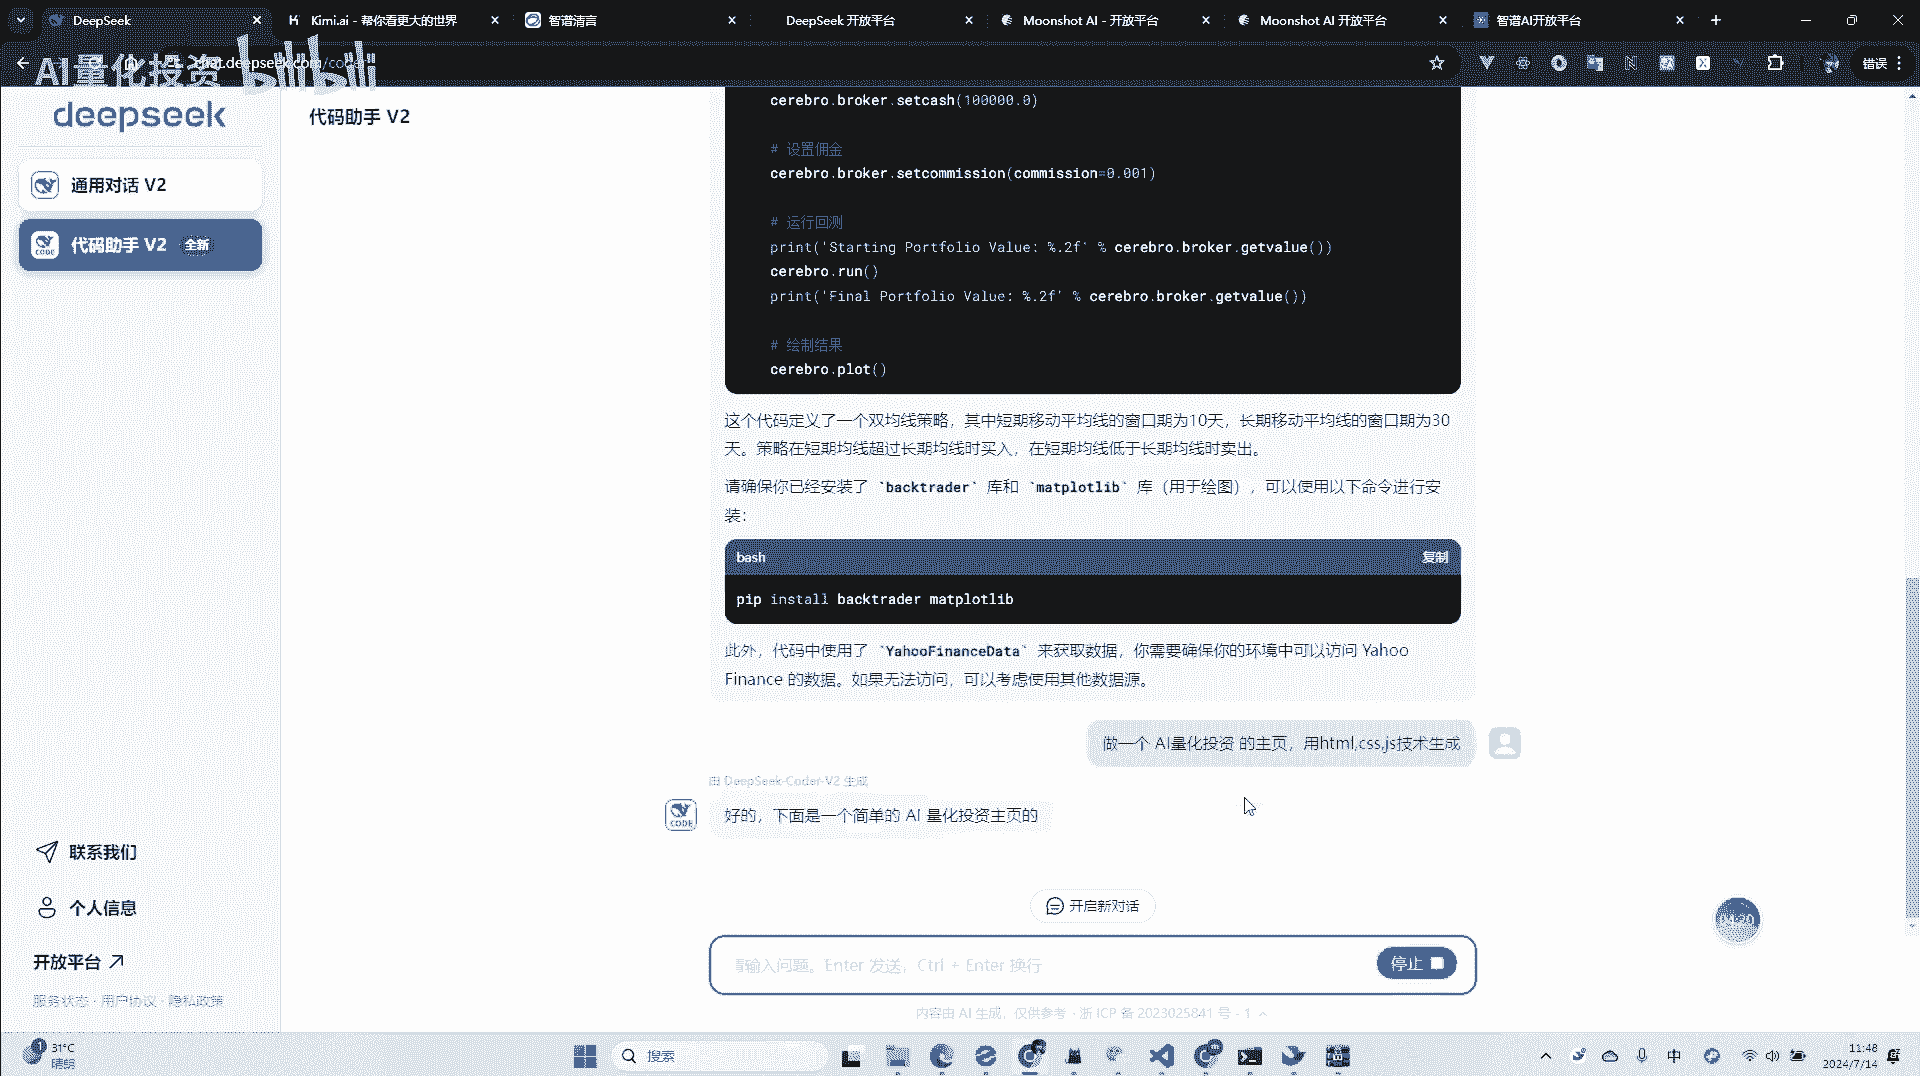 DeepSeek
Kimi.ai - 帮你看更大的世界
智谱清言
DeepSeek 开放平台
Moonshot AI - 开放平台
Moonshot AI 开放平台
智谱AI开放平台
AI量化投资 bilibili
chat.deepseek.com/coder
错误
deepseek
代码助手 V2
通用对话 V2
代码助手 V2 全新
cerebro.broker.setcash(100000.0)
# 设置佣金
cerebro.broker.setcommission(commission=0.001)
# 运行回测
print('Starting Portfolio Value: %.2f' % cerebro.broker.getvalue())
cerebro.run()
print('Final Portfolio Value: %.2f' % cerebro.broker.getvalue())
# 绘制结果
cerebro.plot()
这个代码定义了一个双均线策略，其中短期移动平均线的窗口期为10天，长期移动平均线的窗口期为30
天。策略在短期均线超过长期均线时买入，在短期均线低于长期均线时卖出。
请确保你已经安装了 `backtrader` 库和 `matplotlib` 库（用于绘图），可以使用以下命令进行安
装：
bash 复制
pip install backtrader matplotlib
此外，代码中使用了 `YahooFinanceData` 来获取数据，你需要确保你的环境中可以访问 Yahoo
Finance 的数据。如果无法访问，可以考虑使用其他数据源。
做一个 AI量化投资 的主页，用html,css,js技术生成
由 DeepSeek-Coder-V2 生成
CODE
好的，下面是一个简单的 AI 量化投资主页的
联系我们
个人信息
开放平台
服务状态 · 用户协议 · 隐私政策
开启新对话
04:20
请输入问题。Enter 发送，Ctrl + Enter 换行
停止
内容由 AI 生成，仅供参考 · 浙 ICP 备 2023025841 号 - 1
1
31°C
晴朗
搜索
中
11:48
2024/7/14